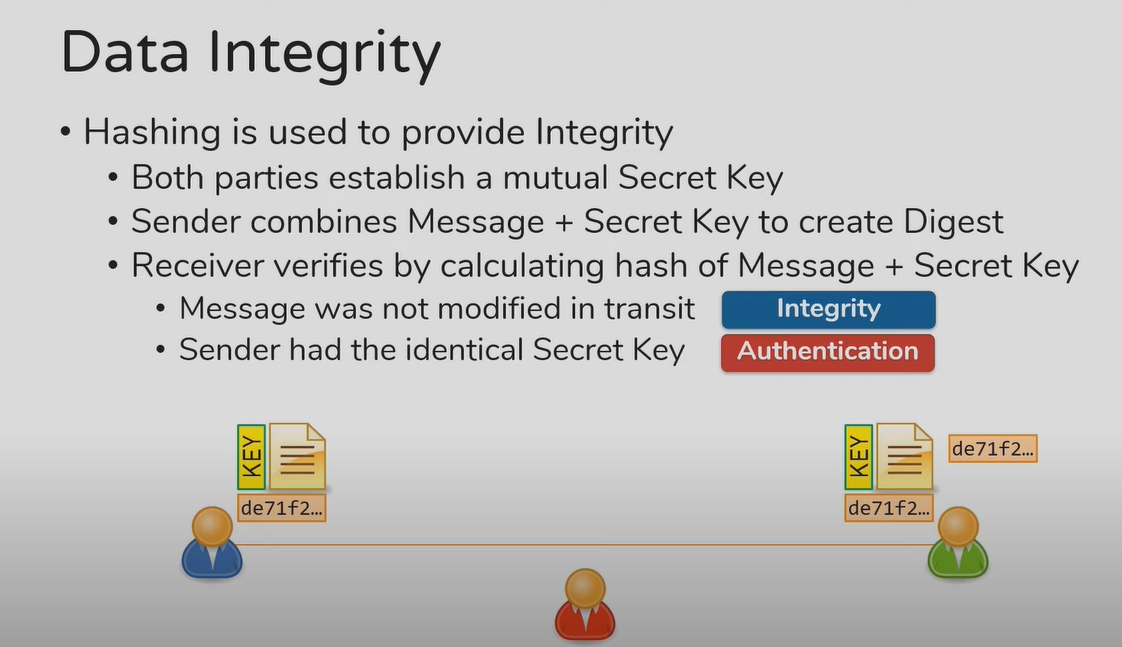 Data Integrity
• Hashing is used to provide Integrity
• Both parties establish a mutual Secret Key
• Sender combines Message + Secret Key to create Digest
• Receiver verifies by calculating hash of Message + Secret Key
• Message was not modified in transit Integrity
• Sender had the identical Secret Key Authentication
KEY
de71f2…
KEY
de71f2…
de71f2…